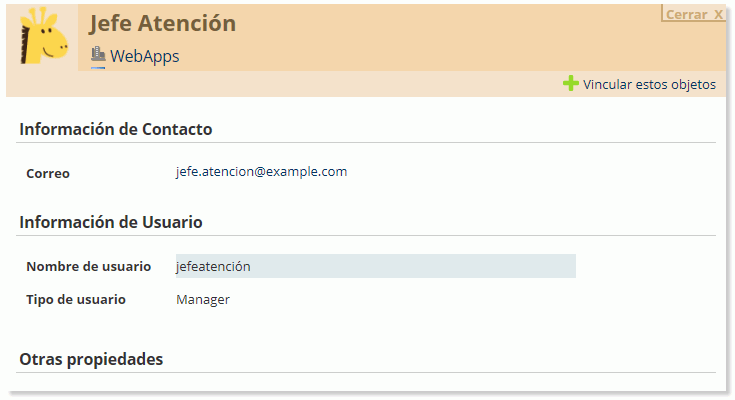 Jefe Atención
Cerrar X
WebApps
Vincular estos objetos
Información de Contacto
Correo jefe.atencion@example.com
Información de Usuario
Nombre de usuario jefeatención
Tipo de usuario Manager
Otras propiedades